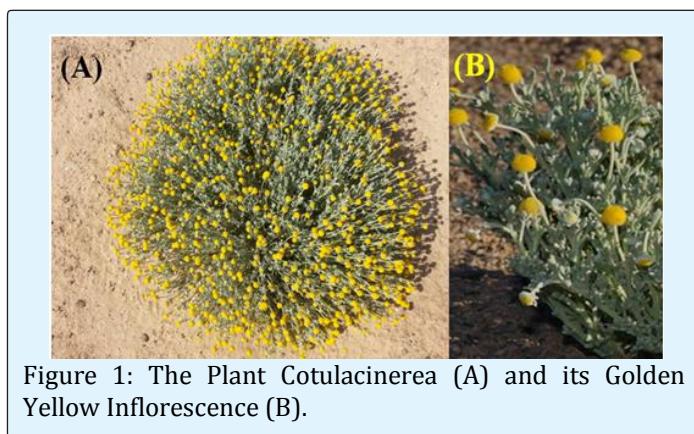 (A)
(B)
Figure 1: The Plant Cotulacinerea (A) and its Golden
Yellow Inflorescence (B).